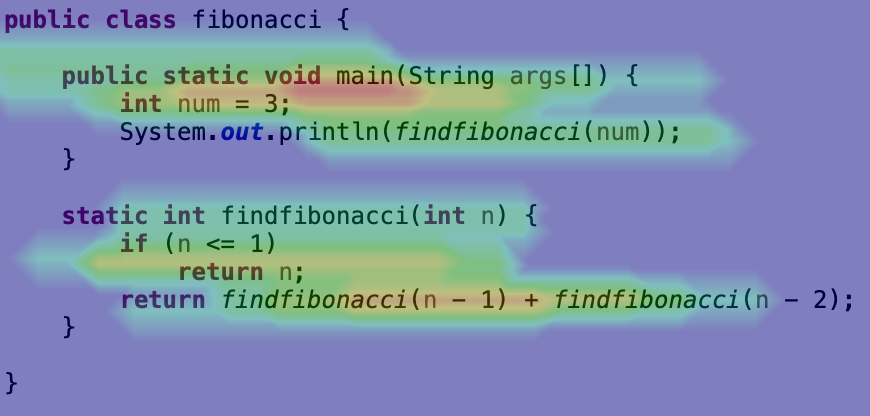 public class fibonacci {
public static void main(String args[]) {
int num = 3;
System.out.println(findfibonacci(num));
}
static int findfibonacci(int n) {
if (n <= 1)
return n;
return findfibonacci(n - 1) + findfibonacci(n - 2);
}
}